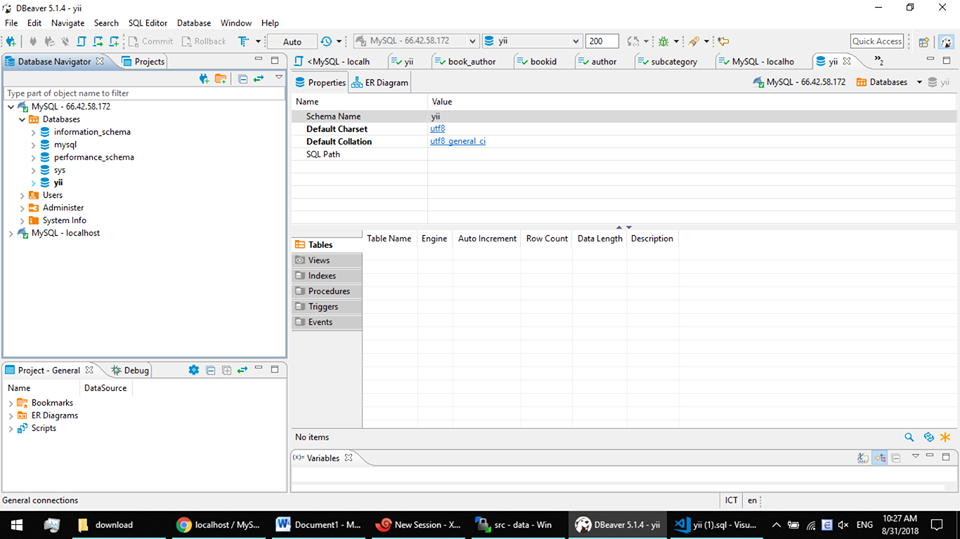 DBeaver 5.1.4 - yii
File Edit Navigate Search SQL Editor Database Window Help
Commit Rollback Auto MySQL - 66.42.58.172 yii 200 Quick Access
Database Navigator Projects
<MySQL - localh yii book_author bookid author subcategory MySQL - localho yii 2
Properties ER Diagram MySQL - 66.42.58.172 Databases yii
Type part of object name to filter
MySQL - 66.42.58.172
Databases
information_schema
mysql
performance_schema
sys
yii
Users
Administer
System Info
MySQL - localhost
Name Value
Schema Name yii
Default Charset utf8
Default Collation utf8_general_ci
SQL Path
Tables
Views
Indexes
Procedures
Triggers
Events
Table Name Engine Auto Increment Row Count Data Length Description
No items
Project - General Debug
Name DataSource
Bookmarks
ER Diagrams
Scripts
(x)= Variables
General connections ICT en
download localhost / MyS... Document1 - M... New Session - X... src - data - Win DBeaver 5.1.4 - yii yii (1).sql - Visu... ENG
10:27 AM
8/31/2018